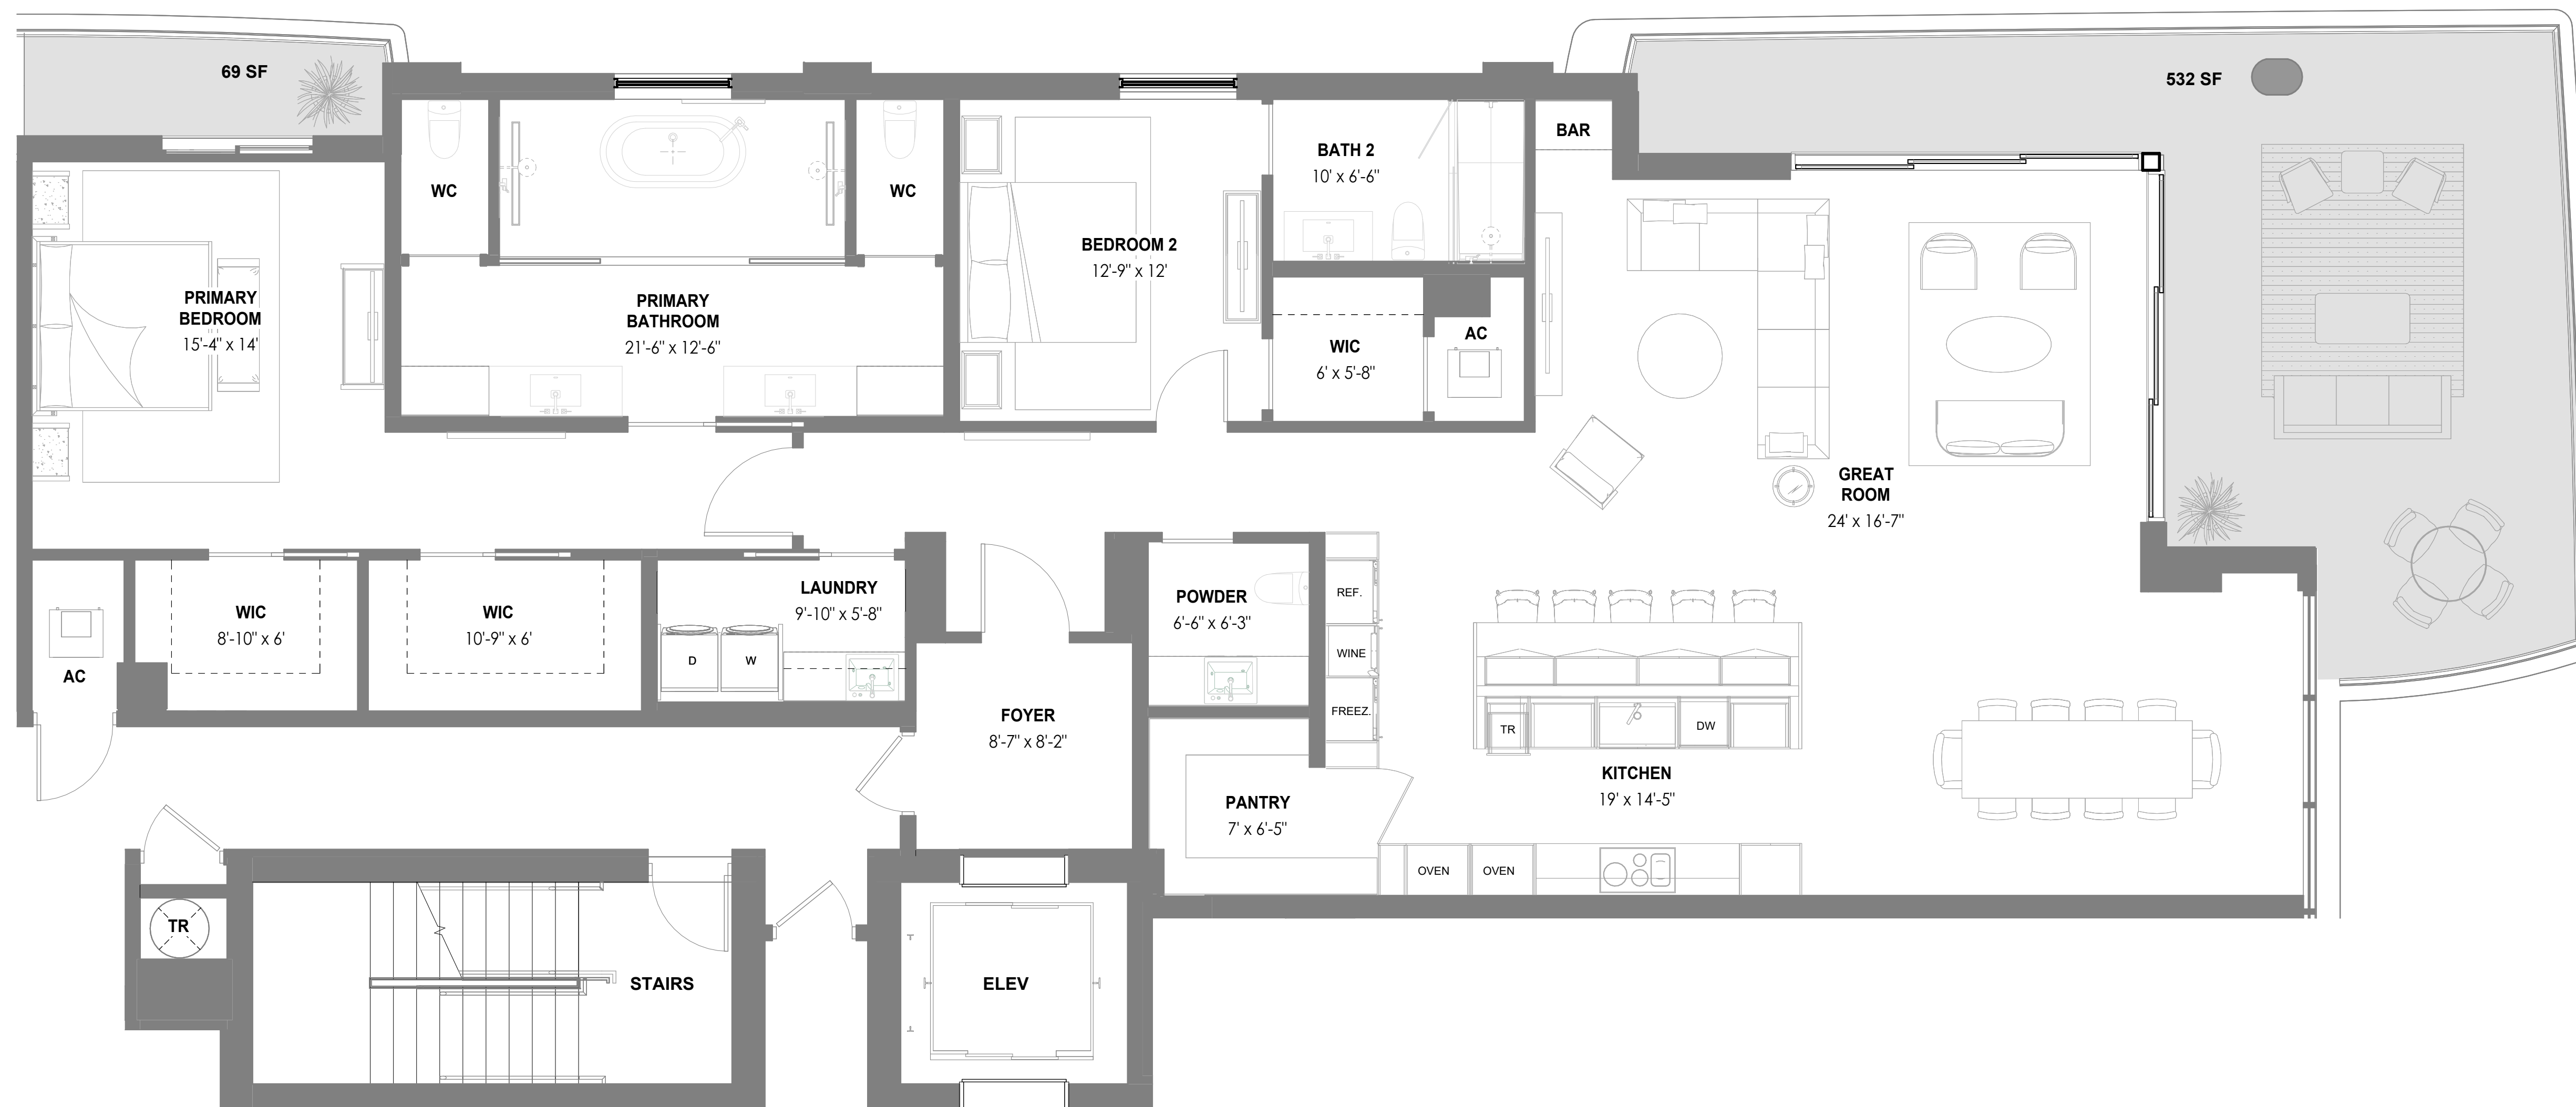 69 SF
532 SF
WC
WC
BATH 2
10' x 6'-6"
BAR
BEDROOM 2
12'-9" x 12'
PRIMARY
BEDROOM
15'-4" x 14'
PRIMARY
BATHROOM
21'-6" x 12'-6"
WIC
6' x 5'-8"
AC
GREAT
ROOM
24' x 16'-7"
AC
WIC
8'-10" x 6'
WIC
10'-9" x 6'
LAUNDRY
9'-10" x 5'-8"
D
W
FOYER
8'-7" x 8'-2"
POWDER
6'-6" x 6'-3"
REF.
WINE
FREEZ.
TR
DW
KITCHEN
19' x 14'-5"
PANTRY
7' x 6'-5"
OVEN
OVEN
TR
STAIRS
ELEV